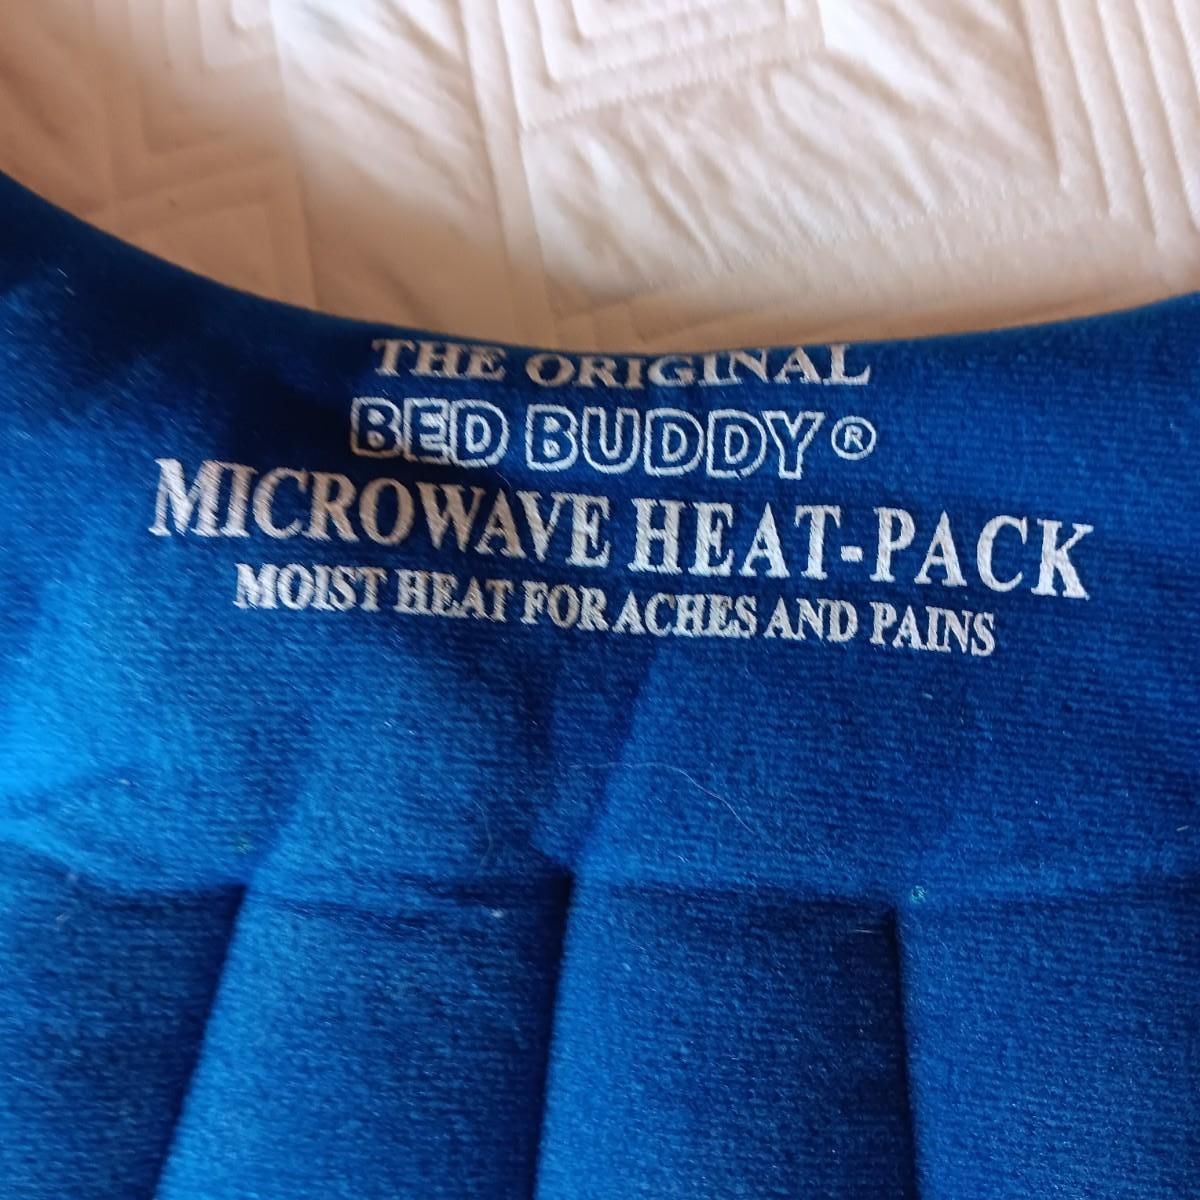 THE ORIGINAL
BED BUDDY®
MICROWAVE HEAT-PACK
MOIST HEAT FOR ACHES AND PAINS